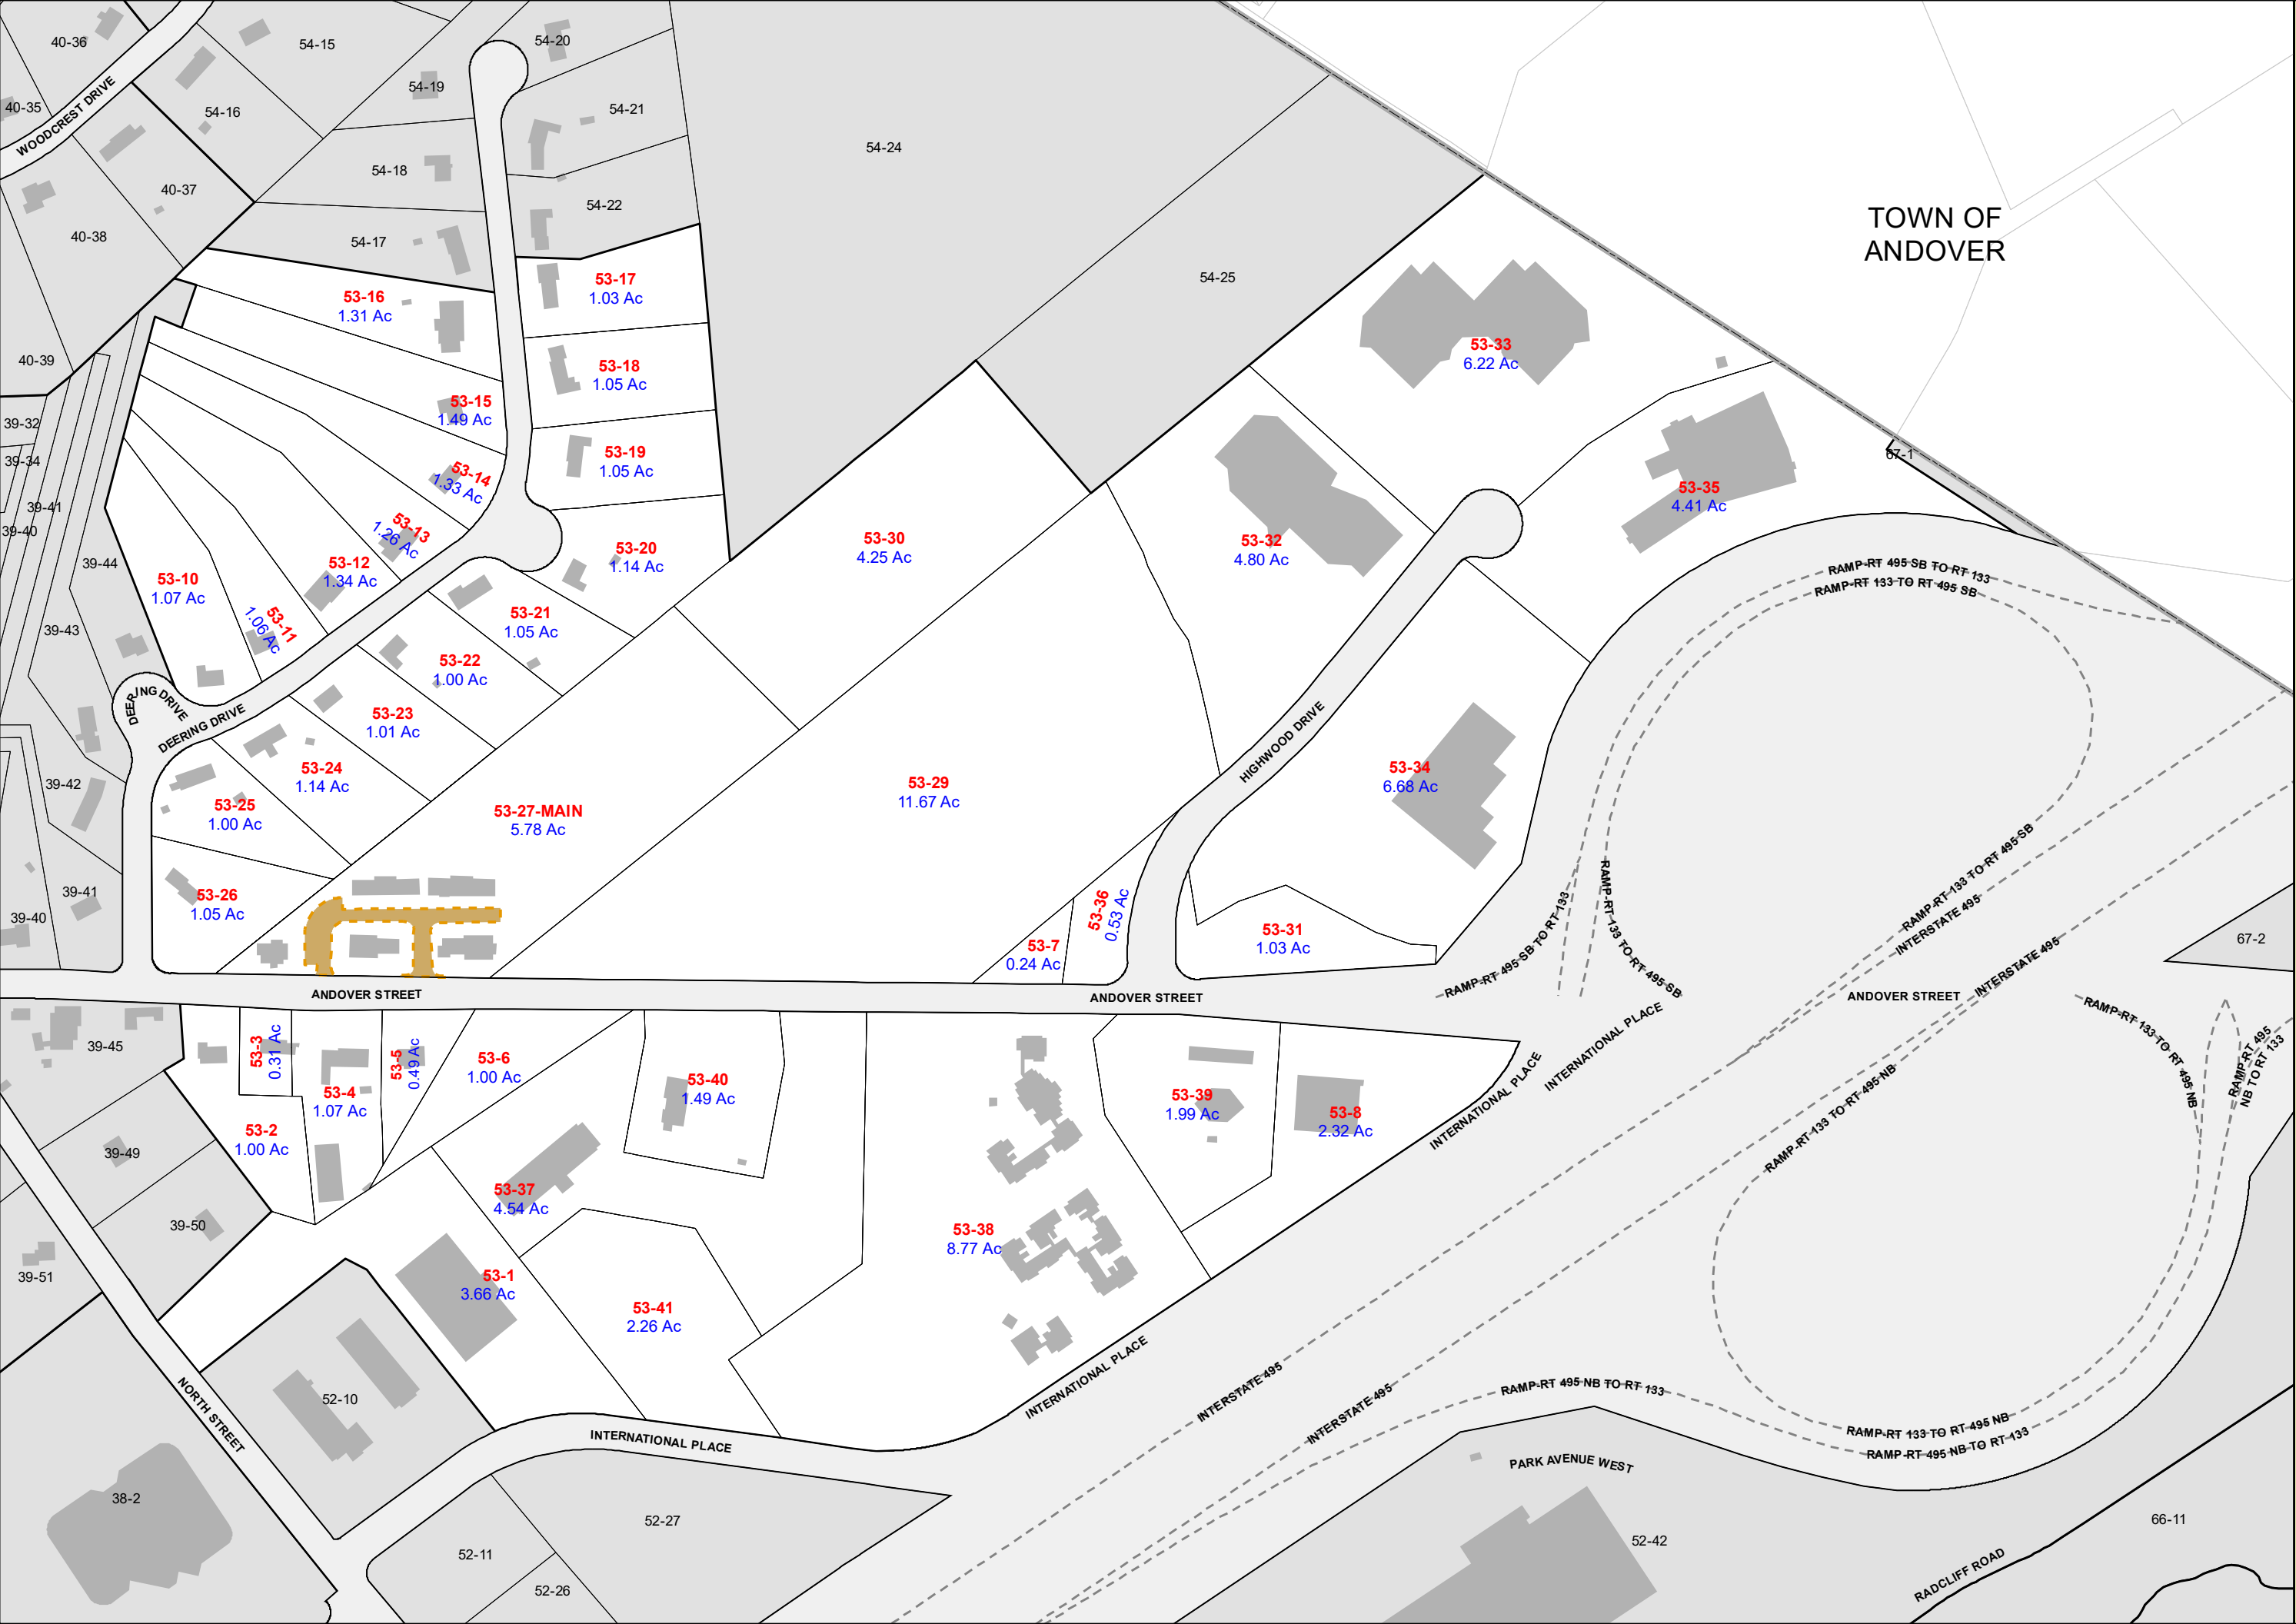 40-36
54-15
54-20
54-19
40-35
WOODCREST DRIVE
54-16
54-21
54-24
54-18
40-37
54-22
TOWN OF
ANDOVER
40-38
54-17
54-25
53-16
1.31 Ac
53-17
1.03 Ac
53-33
6.22 Ac
40-39
53-18
1.05 Ac
53-15
1.49 Ac
39-32
53-19
1.05 Ac
67-1
39-34
53-14
1.33 Ac
53-35
4.41 Ac
39-41
39-40
53-13
1.26 Ac
53-20
1.14 Ac
53-30
4.25 Ac
53-32
4.80 Ac
39-44
53-12
1.34 Ac
53-10
1.07 Ac
RAMP-RT 495 SB TO RT 133
RAMP-RT 133 TO RT 495 SB
53-11
1.06 Ac
53-21
1.05 Ac
39-43
53-22
1.00 Ac
DEERING DRIVE
DEERING DRIVE
53-23
1.01 Ac
HIGHWOOD DRIVE
53-24
1.14 Ac
53-34
6.68 Ac
39-42
53-29
11.67 Ac
53-25
1.00 Ac
53-27-MAIN
5.78 Ac
RAMP-RT 133 TO RT 495 SB
INTERSTATE 495
39-41
53-26
1.05 Ac
53-36
0.53 Ac
39-40
53-31
1.03 Ac
RAMP-RT 495 SB TO RT 133
RAMP-RT 133 TO RT 495 SB
67-2
53-7
0.24 Ac
INTERSTATE 495
ANDOVER STREET
ANDOVER STREET
ANDOVER STREET
INTERNATIONAL PLACE
39-45
53-3
0.31 Ac
53-5
0.49 Ac
53-6
1.00 Ac
RAMP-RT 133 TO RT 495 NB
RAMP-RT 495
NB TO RT 133
53-4
1.07 Ac
53-40
1.49 Ac
53-39
1.99 Ac
53-8
2.32 Ac
INTERNATIONAL PLACE
RAMP-RT 133 TO RT 495 NB
53-2
1.00 Ac
39-49
53-37
4.54 Ac
39-50
53-38
8.77 Ac
39-51
53-1
3.66 Ac
53-41
2.26 Ac
INTERNATIONAL PLACE
INTERSTATE 495
INTERSTATE 495
RAMP-RT 495 NB TO RT 133
52-10
NORTH STREET
INTERNATIONAL PLACE
RAMP-RT 133 TO RT 495 NB
RAMP-RT 495 NB TO RT 133
PARK AVENUE WEST
38-2
52-27
66-11
52-42
52-11
52-26
RADCLIFF ROAD